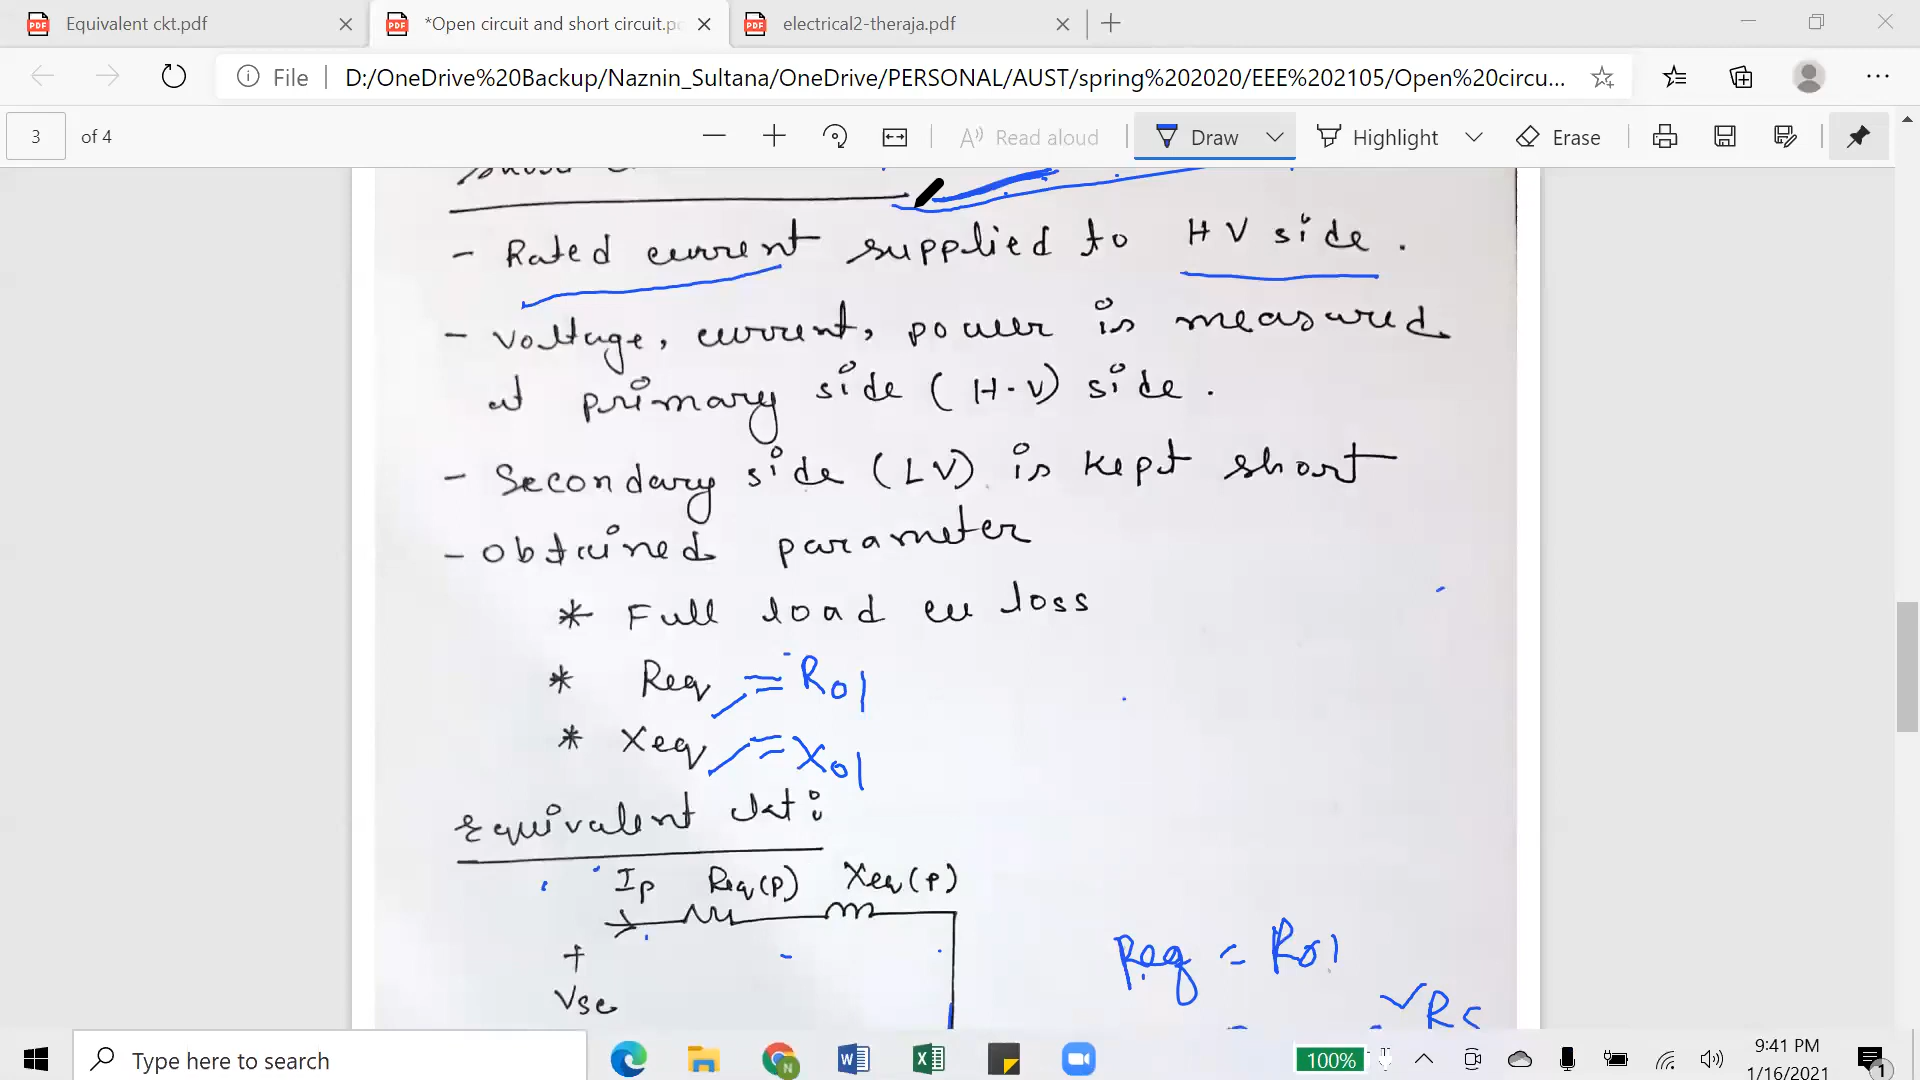 Equivalent ckt.pdf
*Open circuit and short circuit.p
electrical2-theraja.pdf
File
D:/OneDrive%20Backup/Naznin_Sultana/OneDrive/PERSONAL/AUST/spring%202020/EEE%202105/Open%20circu...
3 of 4
Read aloud
Draw
Highlight
Erase
- Rated current supplied to HV side.
- voltage, current, power is measured
at primary side (H-V) side.
- Secondary side (LV) is kept short
- obtained parameter
* Full load cu loss
* Req = R01
* Xeq = X01
Equivalent ckt:
Ip Req(p) Xeq(p)
+
Vsc
Req = R01
Type here to search
100%
9:41 PM
1/16/2021
1